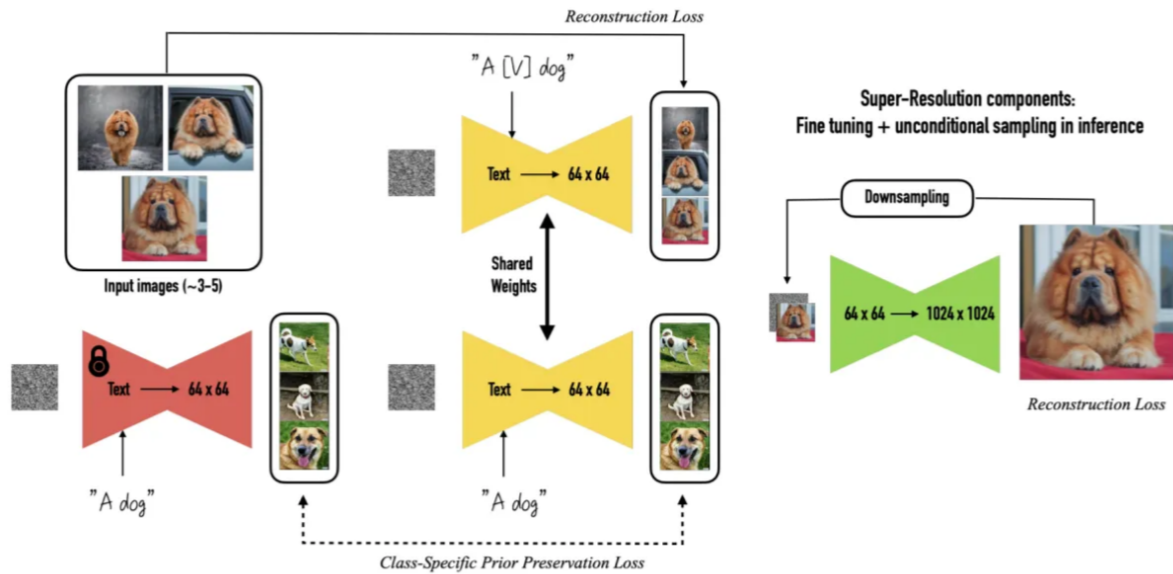 Reconstruction Loss
"A [V] dog"
Text → 64 x 64
Input images (~3-5)
Shared
Weights
Text → 64 x 64
"A dog"
Text → 64 x 64
"A dog"
Class-Specific Prior Preservation Loss
Super-Resolution components:
Fine tuning + unconditional sampling in inference
Downsampling
64 x 64 → 1024 x 1024
Reconstruction Loss